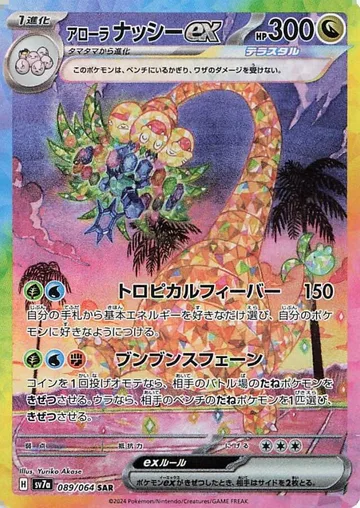 1進化
アローラ ナッシーex
HP300
タマタマから進化
テラスタル
このポケモンは、ベンチにいるかぎり、ワザのダメージを受けない。
トロピカルフィーバー 150
自分の手札から基本エネルギーを好きなだけ選び、自分のポケ
モンに好きなようにつける。
ブンブンスフェーン
コインを1回投げオモテなら、相手のバトル場のたねポケモンを
きぜつさせる。ウラなら、相手のベンチのたねポケモンを1匹
きぜつさせる。
弱点 抵抗力 にげる
Illus. Yuriko Akase
H sv7a 089/064 SAR
exルール
ポケモンexがきぜつしたとき、相手はサイドを2枚とる。
©2024 Pokémon/Nintendo/Creatures/GAME FREAK.